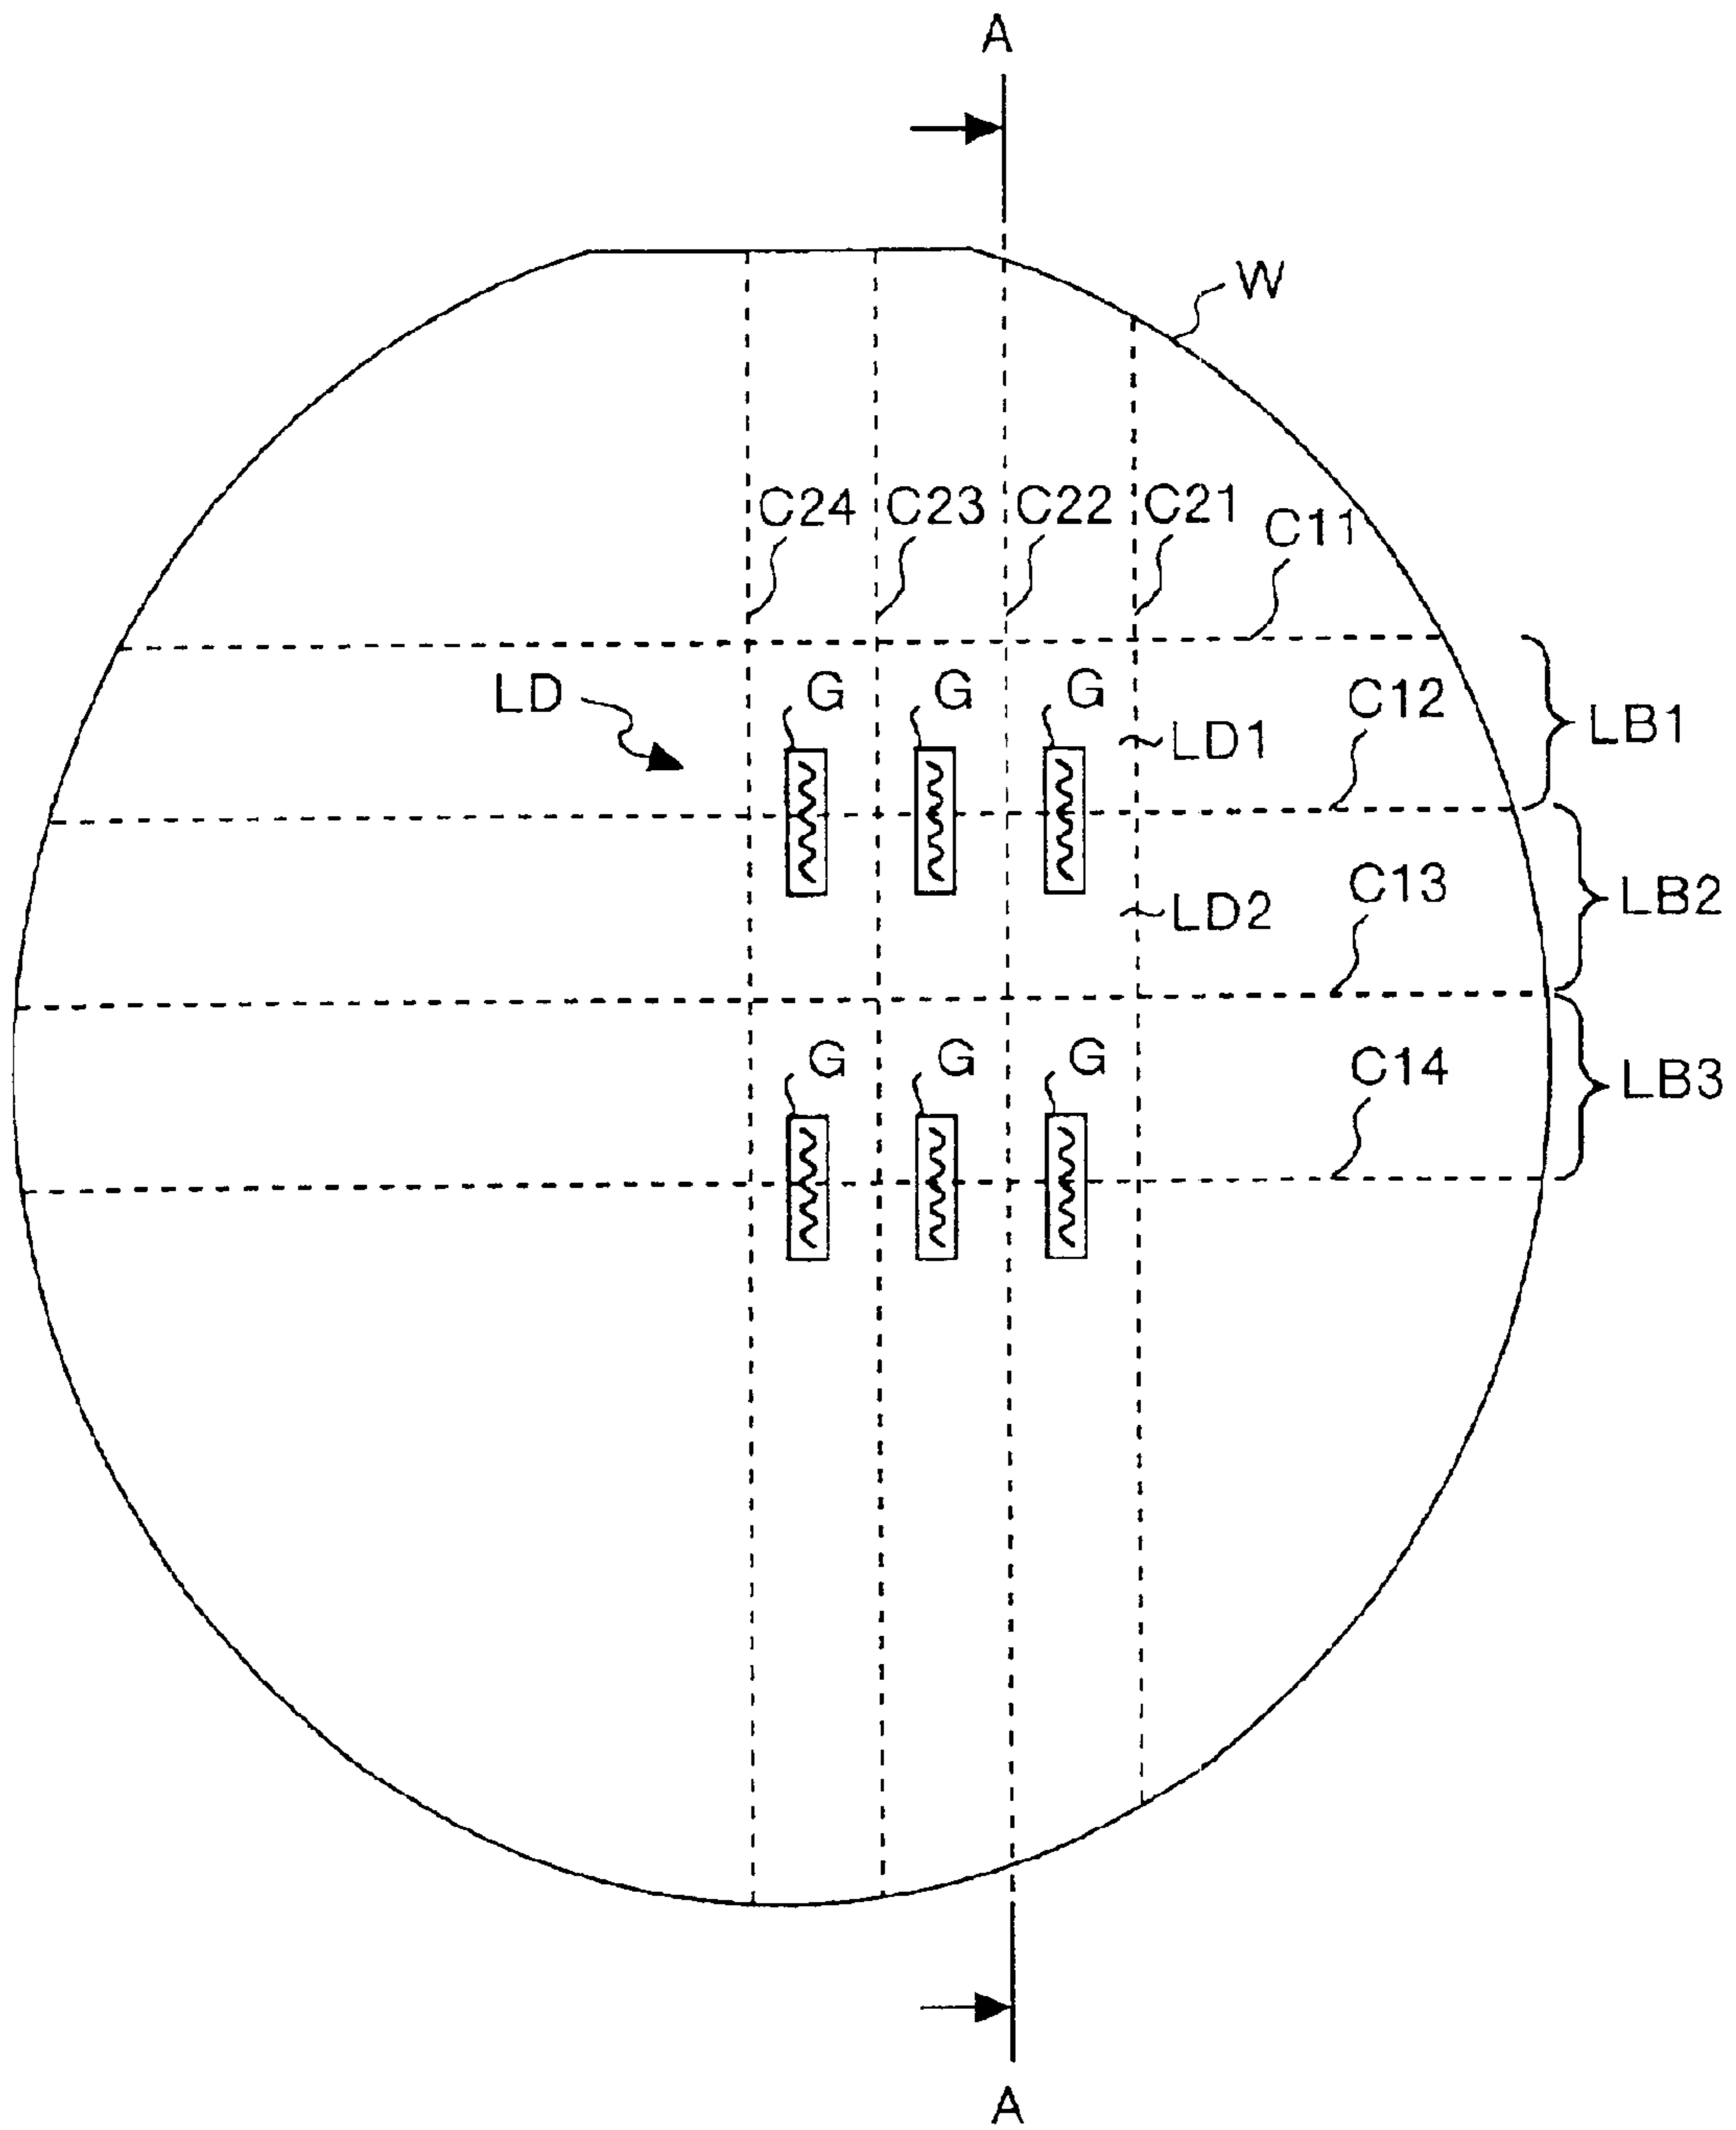 A
W
C24 C23 C22 C21 C11
LD G G G LD1 C12 LB1
LD2 C13 LB2
G G G C14 LB3
A